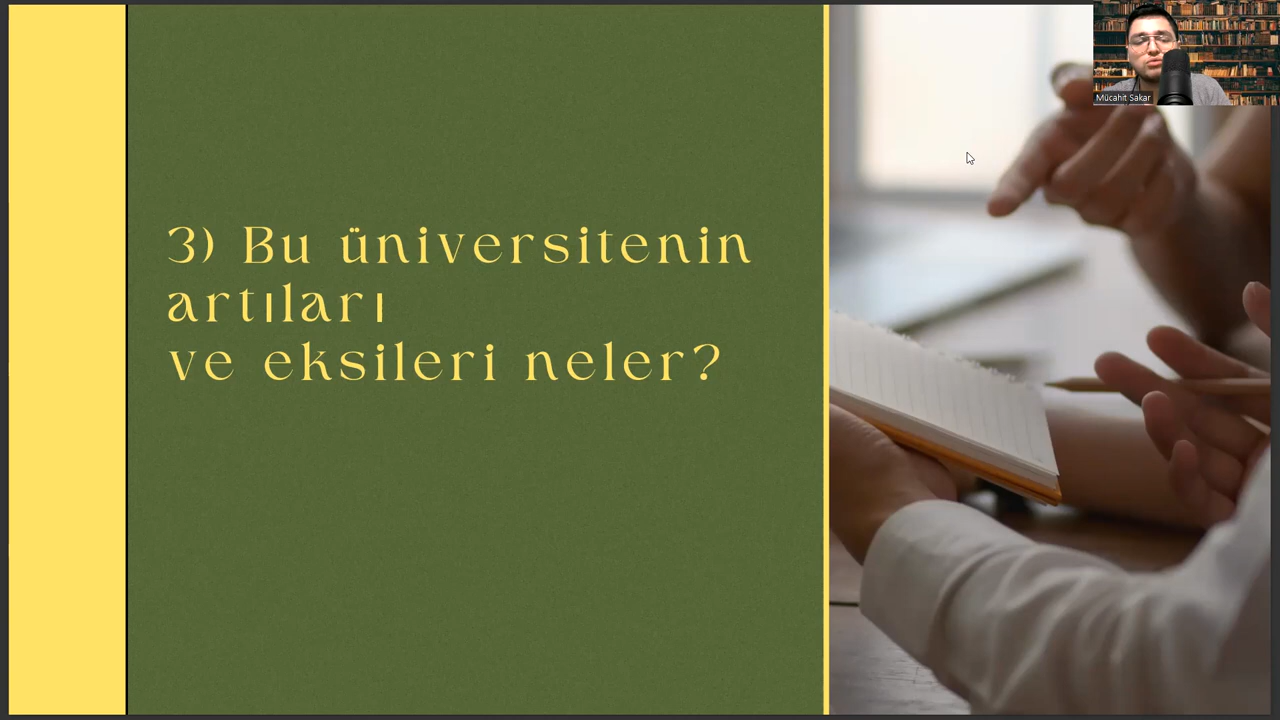 Mücahit Sakar
3) Bu üniversitenin
artıları
ve eksileri neler?